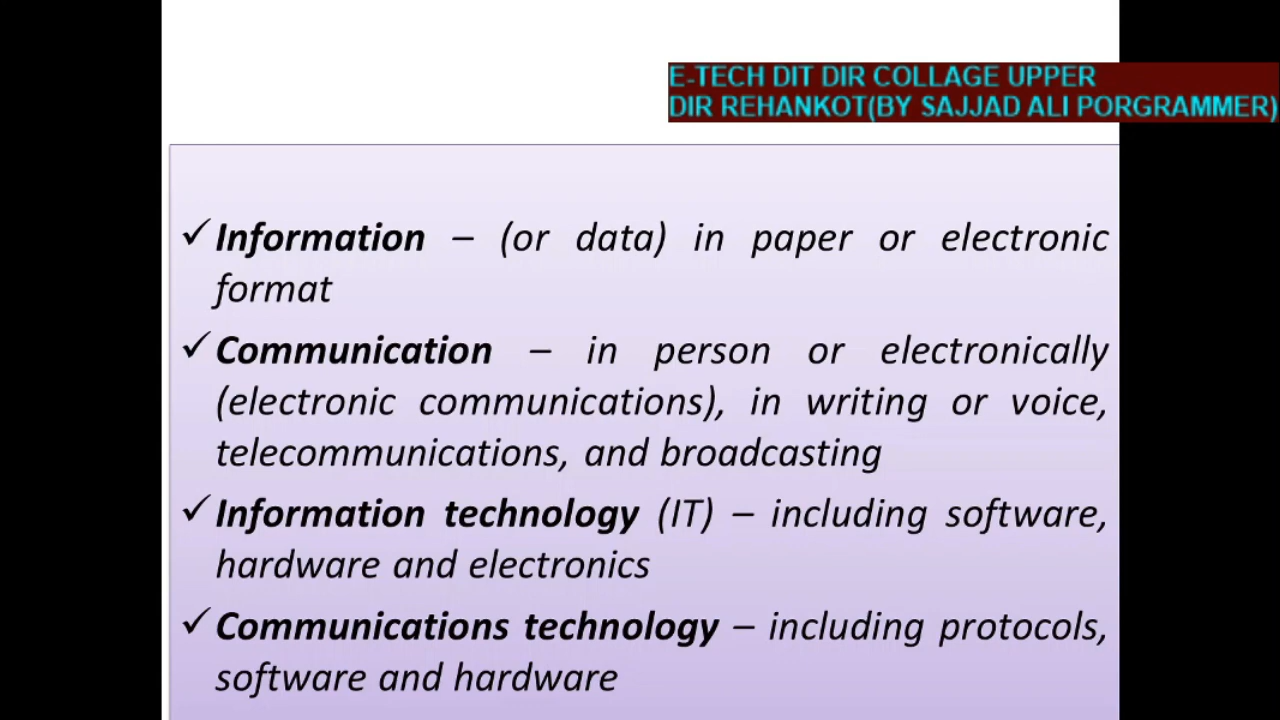 E-TECH DIT DIR COLLAGE UPPER
DIR REHANKOT(BY SAJJAD ALI PORGRAMMER)
✓Information – (or data) in paper or electronic
format
✓Communication – in person or electronically
(electronic communications), in writing or voice,
telecommunications, and broadcasting
✓Information technology (IT) – including software,
hardware and electronics
✓Communications technology – including protocols,
software and hardware